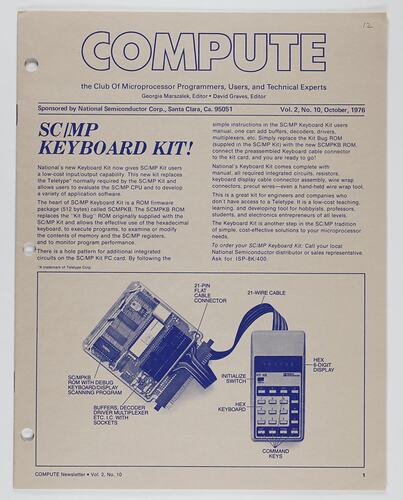 12
COMPUTE
the Club Of Microprocessor Programmers, Users, and Technical Experts
Georgia Marszalek, Editor • David Graves, Editor
Sponsored by National Semiconductor Corp., Santa Clara, Ca. 95051
Vol. 2, No. 10, October, 1976
SC/MP
KEYBOARD KIT!
National's new Keyboard Kit now gives SC/MP Kit users
a low-cost input/output capability. This new kit replaces
the Teletype* normally required by the SC/MP Kit and
allows users to evaluate the SC/MP CPU and to develop
a variety of application software.
The heart of SC/MP Keyboard Kit is a ROM firmware
package (512 bytes) called SCMPKB. The SCMPKB ROM
replaces the "Kit Bug" ROM originally supplied with the
SC/MP Kit and allows the effective use of the hexadecimal
keyboard, to execute programs, to examine or modify
the contents of memory and the SC/MP registers,
and to monitor program performance.
There is a hole pattern for additional integrated
circuits on the SC/MP Kit PC card. By following the
*A trademark of Teletype Corp.
simple instructions in the SC/MP Keyboard Kit users
manual, one can add buffers, decoders, drivers,
multiplexers, etc. Simply replace the Kit Bug ROM
(supplied in the SC/MP Kit) with the new SCMPKB ROM,
connect the preassembled Keyboard cable connector
to the kit card, and you are ready to go!
National's Keyboard Kit comes complete with
manual, all required integrated circuits, resistors,
keyboard display cable connector assembly, wire wrap
connectors, precut wires—even a hand-held wire wrap tool.
This is a great kit for engineers and companies who don't
have access to a Teletype. It is a low-cost teaching,
learning, and developing tool for hobbyists, professors,
students, and electronics entrepreneurs of all levels.
The Keyboard Kit is another step in the SC/MP tradition
of simple, cost-effective solutions to your microprocessor
needs.
To order your SC/MP Keyboard Kit: Call your local
National Semiconductor distributor or sales representative.
Ask for ISP-8K/400.
21-PIN
FLAT
CABLE
CONNECTOR
21-WIRE CABLE
SC/MPKB
ROM WITH DEBUG
KEYBOARD/DISPLAY
SCANNING PROGRAM
BUFFERS, DECODER
DRIVER MULTIPLEXER
ETC. I.C. WITH
SOCKETS
INITIALIZE
SWITCH
HEX
KEYBOARD
HEX
6-DIGIT
DISPLAY
COMMAND
KEYS
COMPUTE Newsletter • Vol. 2, No. 10
1